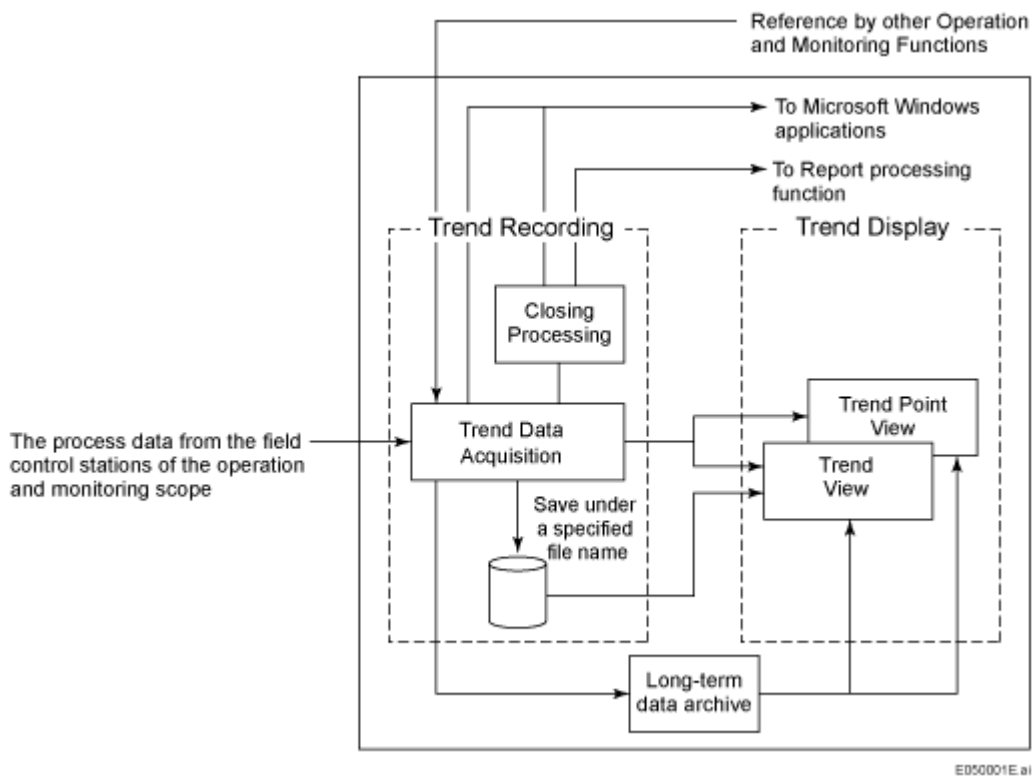 Reference by other Operation
and Monitoring Functions
To Microsoft Windows
applications
To Report processing
function
Trend Recording
Trend Display
Closing
Processing
Trend Point
View
Trend Data
Acquisition
The process data from the field
control stations of the operation
and monitoring scope
Trend
View
Save under
a specified
file name
Long-term
data archive
E050001E.ai